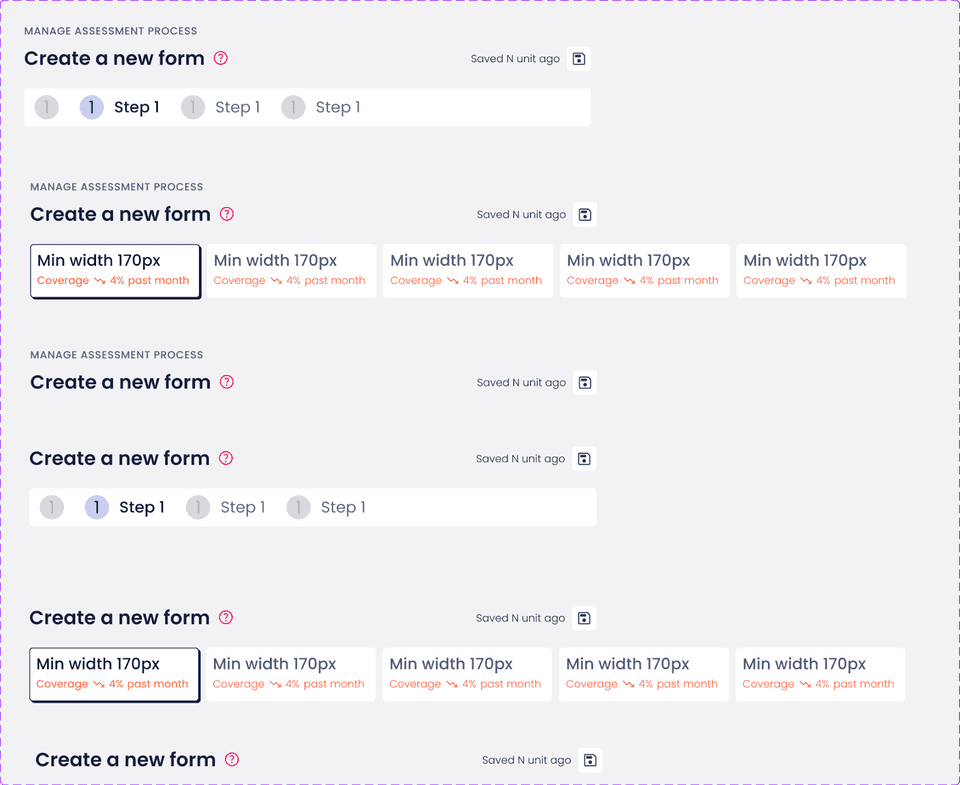 MANAGE ASSESSMENT PROCESS
Create a new form ? Saved N unit ago
1 1 Step 1 1 Step 1 1 Step 1
MANAGE ASSESSMENT PROCESS
Create a new form ? Saved N unit ago
Min width 170px Min width 170px Min width 170px Min width 170px Min width 170px
Coverage 4% past month Coverage 4% past month Coverage 4% past month Coverage 4% past month Coverage 4% past month
MANAGE ASSESSMENT PROCESS
Create a new form ? Saved N unit ago
Create a new form ? Saved N unit ago
1 1 Step 1 1 Step 1 1 Step 1
Create a new form ? Saved N unit ago
Min width 170px Min width 170px Min width 170px Min width 170px Min width 170px
Coverage 4% past month Coverage 4% past month Coverage 4% past month Coverage 4% past month Coverage 4% past month
Create a new form ? Saved N unit ago